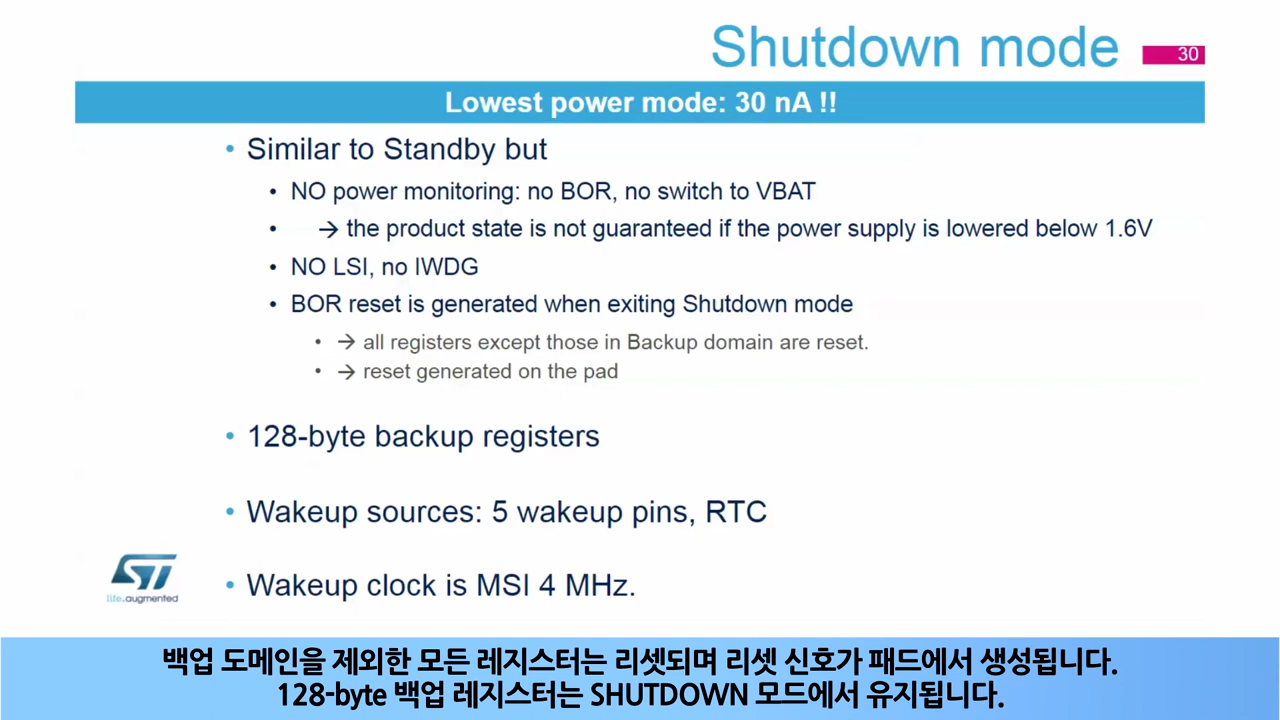 Shutdown mode
30
Lowest power mode: 30 nA !!
• Similar to Standby but
• NO power monitoring: no BOR, no switch to VBAT
• → the product state is not guaranteed if the power supply is lowered below 1.6V
• NO LSI, no IWDG
• BOR reset is generated when exiting Shutdown mode
• → all registers except those in Backup domain are reset.
• → reset generated on the pad
• 128-byte backup registers
• Wakeup sources: 5 wakeup pins, RTC
• Wakeup clock is MSI 4 MHz.
ST
life.augmented
백업 도메인을 제외한 모든 레지스터는 리셋되며 리셋 신호가 패드에서 생성됩니다.
128-byte 백업 레지스터는 SHUTDOWN 모드에서 유지됩니다.